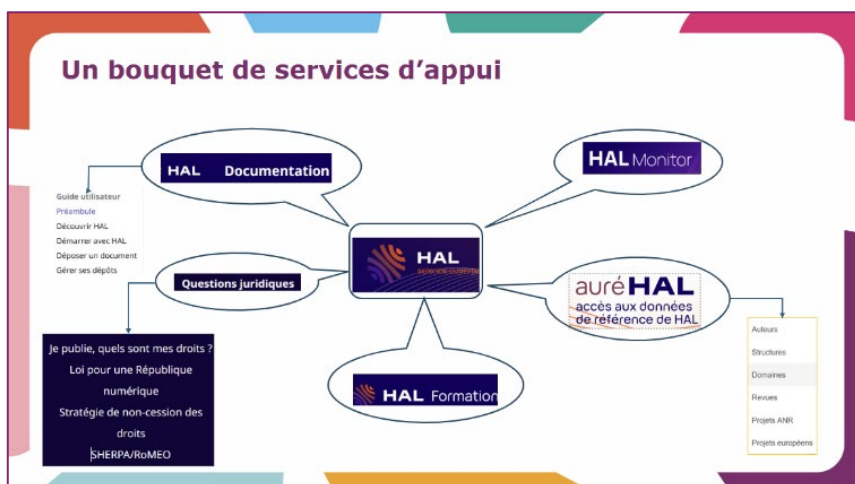 Un bouquet de services d'appui
HAL Documentation
HAL Monitor
Guide utilisateur
Préambule
Découvrir HAL
Démarrer avec HAL
Déposer un document
Gérer ses dépôts
HAL
science ouverte
Questions juridiques
auréHAL
accès aux données
de référence de HAL
Je publie, quels sont mes droits ?
Loi pour une République
numérique
Stratégie de non-cession des
droits
SHERPA/RoMEO
HAL Formation
Auteurs
Structures
Domaines
Revues
Projets ANR
Projets européens